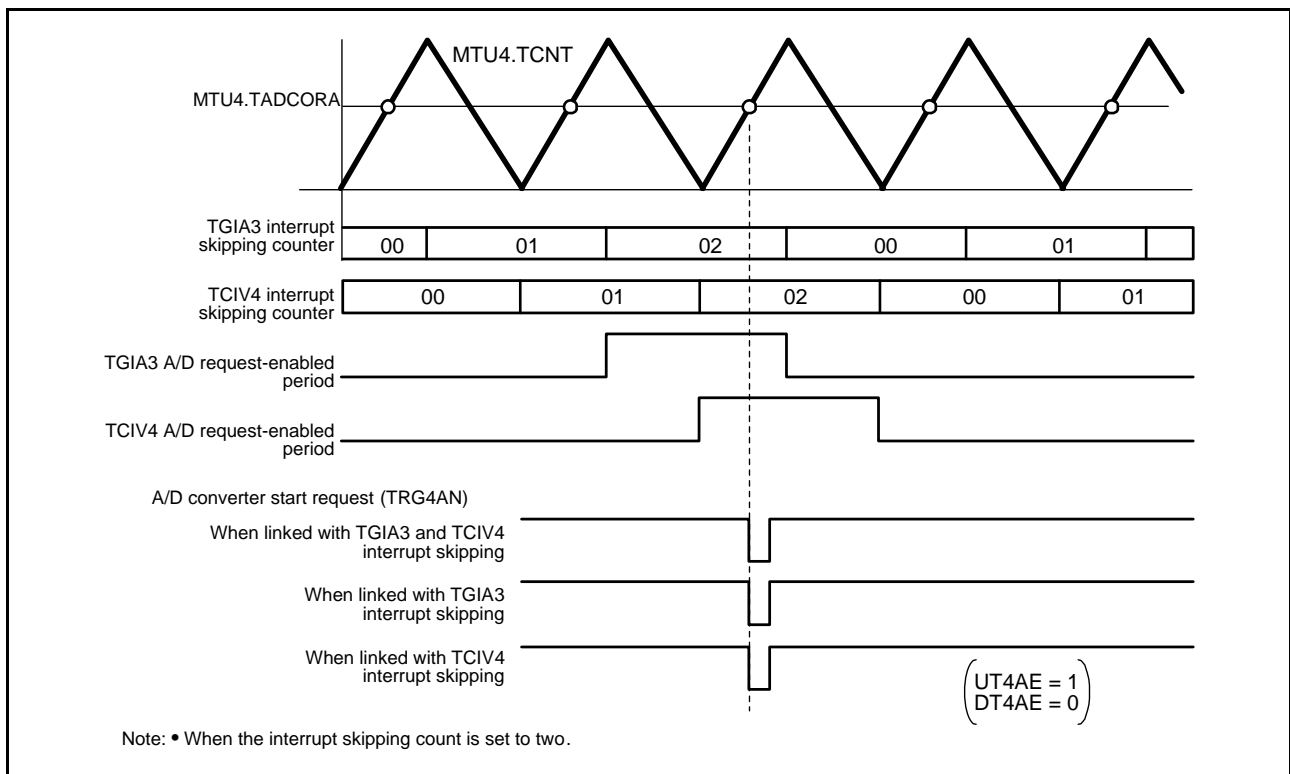 MTU4.TCNT
MTU4.TADCORA
TGIA3 interrupt
skipping counter
00 01 02 00 01
TCIV4 interrupt
skipping counter
00 01 02 00 01
TGIA3 A/D request-enabled
period
TCIV4 A/D request-enabled
period
A/D converter start request (TRG4AN)
When linked with TGIA3 and TCIV4
interrupt skipping
When linked with TGIA3
interrupt skipping
When linked with TCIV4
interrupt skipping
UT4AE = 1
DT4AE = 0
Note: • When the interrupt skipping count is set to two.